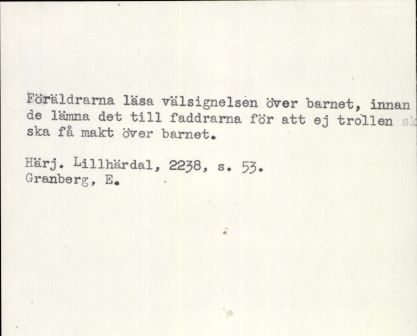 Föräldrarna läsa välsignelsen över barnet, innan
de lämna det till faddrarna för att ej trollen sk
ska få makt över barnet.
Härj. Lillhärdal, 2238, s. 53.
Granberg, E.